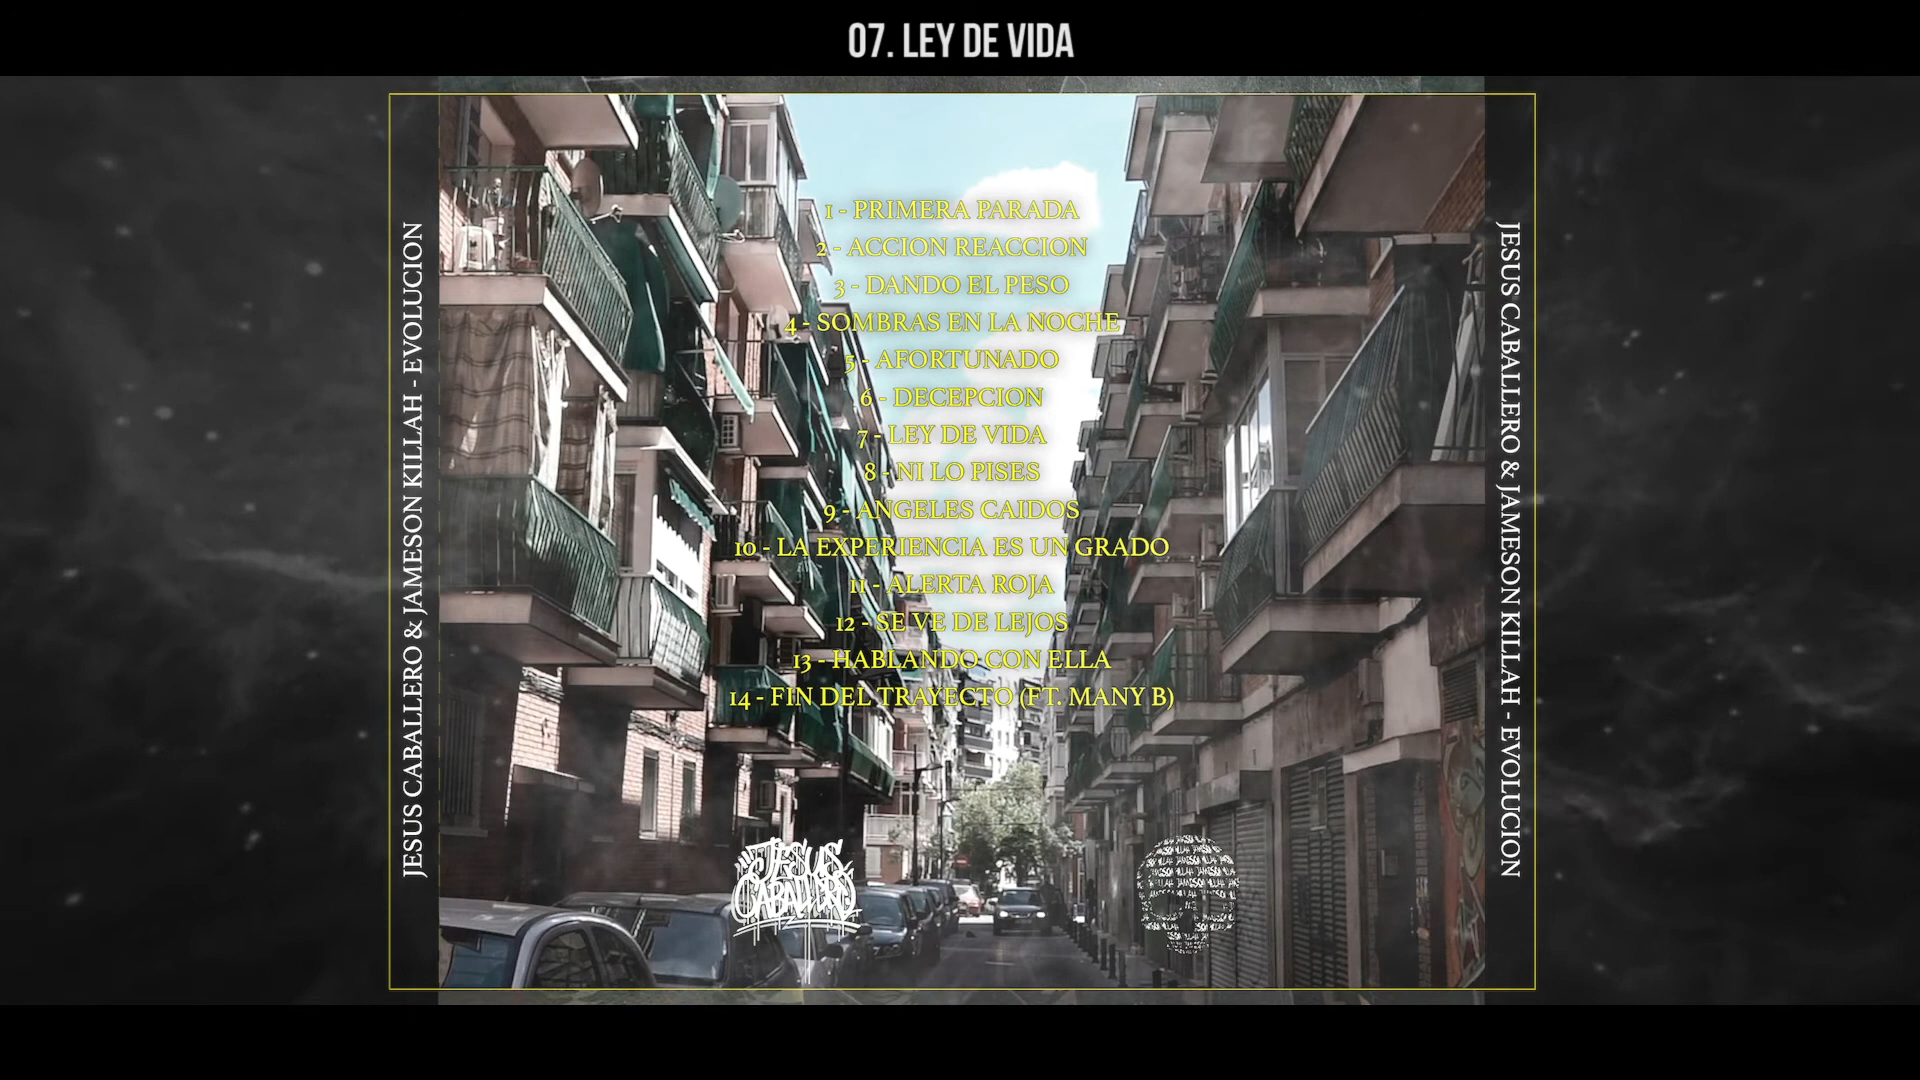 07. LEY DE VIDA
JESUS CABALLERO & JAMESON KILLAH - EVOLUCION
1 - PRIMERA PARADA
2 - ACCION REACCION
3 - DANDO EL PESO
4 - SOMBRAS EN LA NOCHE
5 - AFORTUNADO
6 - DECEPCION
7 - LEY DE VIDA
8 - NI LO PISES
9 - ANGELES CAIDOS
10 - LA EXPERIENCIA ES UN GRADO
11 - ALERTA ROJA
12 - SE VE DE LEJOS
13 - HABLANDO CON ELLA
14 - FIN DEL TRAYECTO (FT. MANY B)
JESUS CABALLERO & JAMESON KILLAH - EVOLUCION
JESUS
CABALLERO